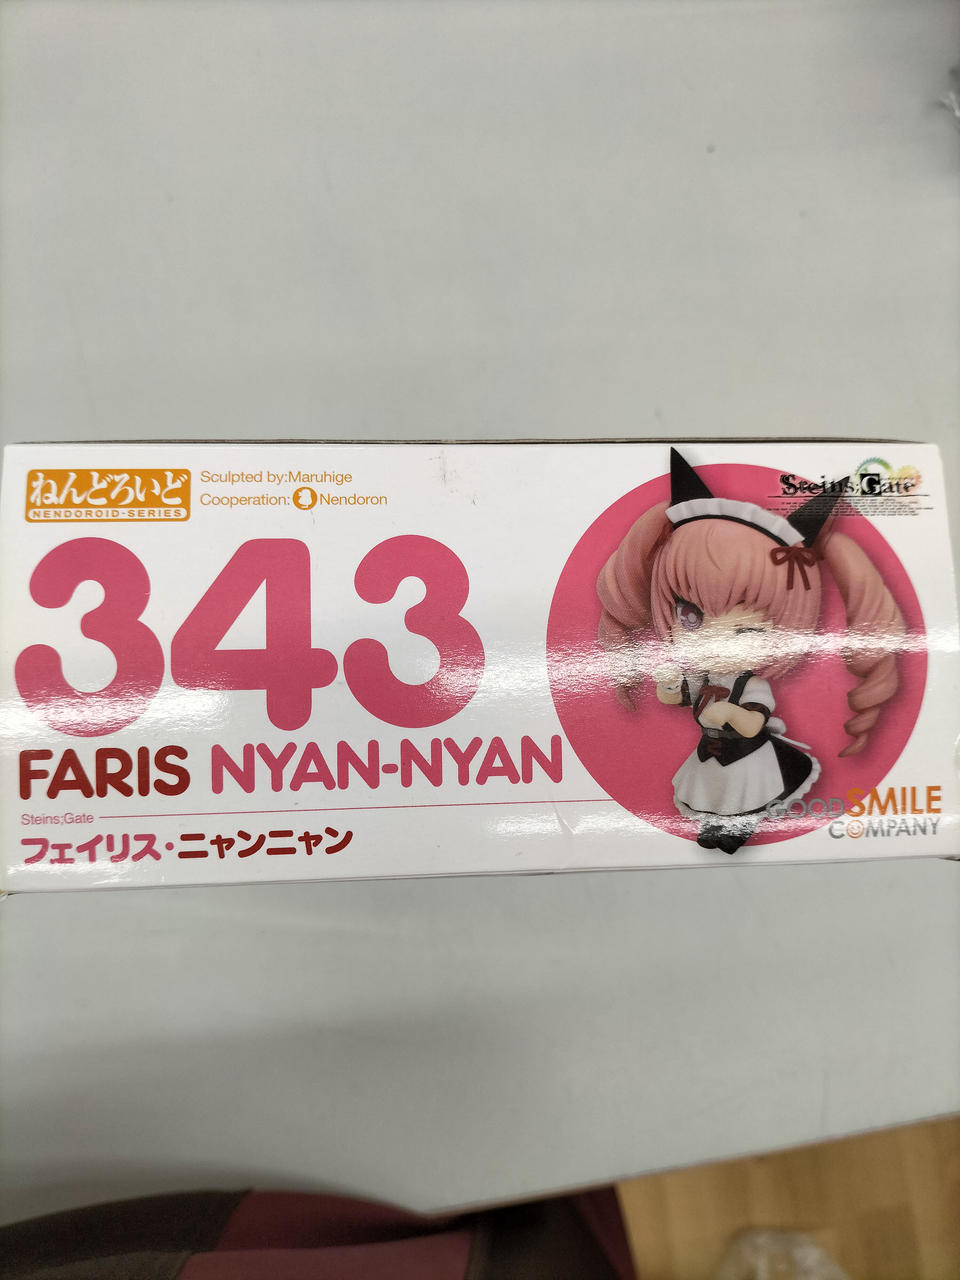 ねんどろいど
NENDOROID-SERIES
Sculpted by:Maruhige
Cooperation: Nendoron
Steins;Gate
343
FARIS NYAN-NYAN
Steins;Gate
フェイリス・ニャンニャン
GOOD SMILE
COMPANY